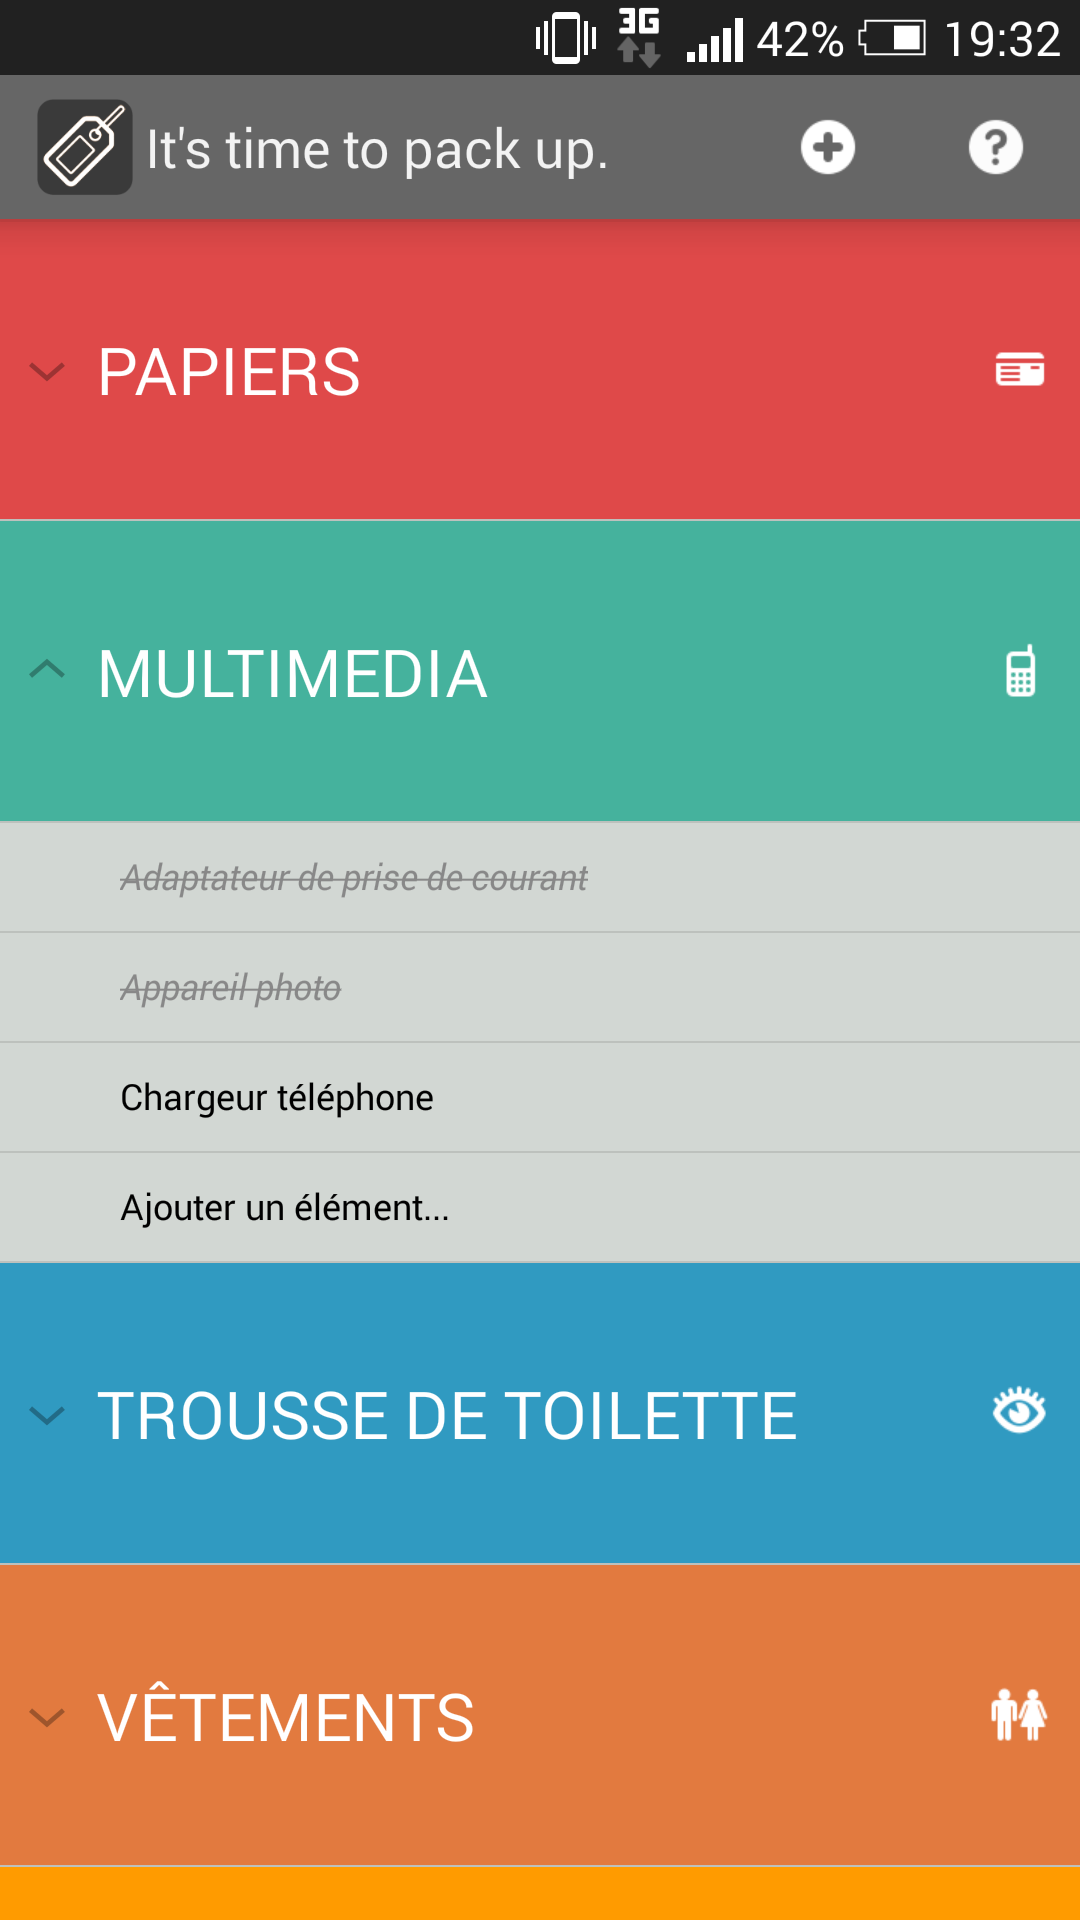 3G 42% 19:32
It's time to pack up.
PAPIERS
MULTIMEDIA
Adaptateur de prise de courant
Appareil photo
Chargeur téléphone
Ajouter un élément...
TROUSSE DE TOILETTE
VÊTEMENTS